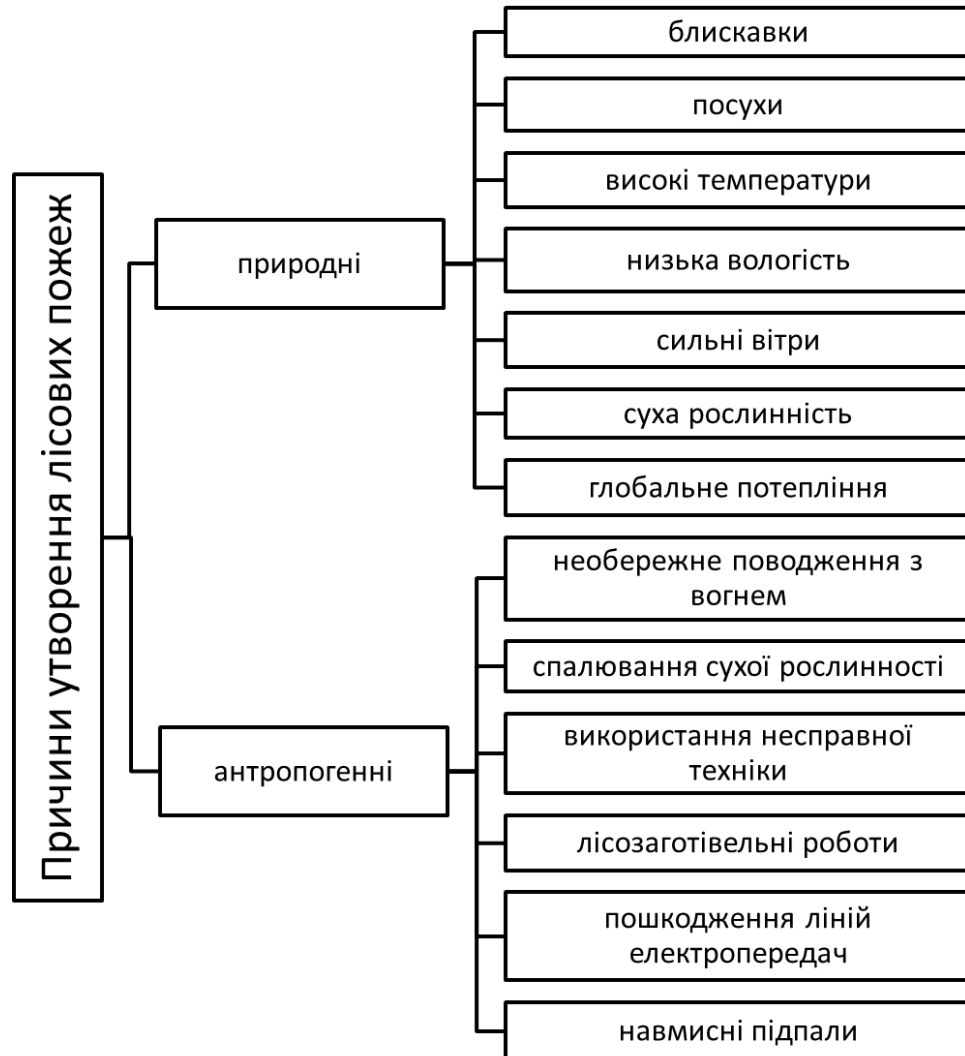 Причини утворення лісових пожеж
природні
блискавки
посухи
високі температури
низька вологість
сильні вітри
суха рослинність
глобальне потепління
антропогенні
необережне поводження з
вогнем
спалювання сухої рослинності
використання несправної
техніки
лісозаготівельні роботи
пошкодження ліній
електропередач
навмисні підпали